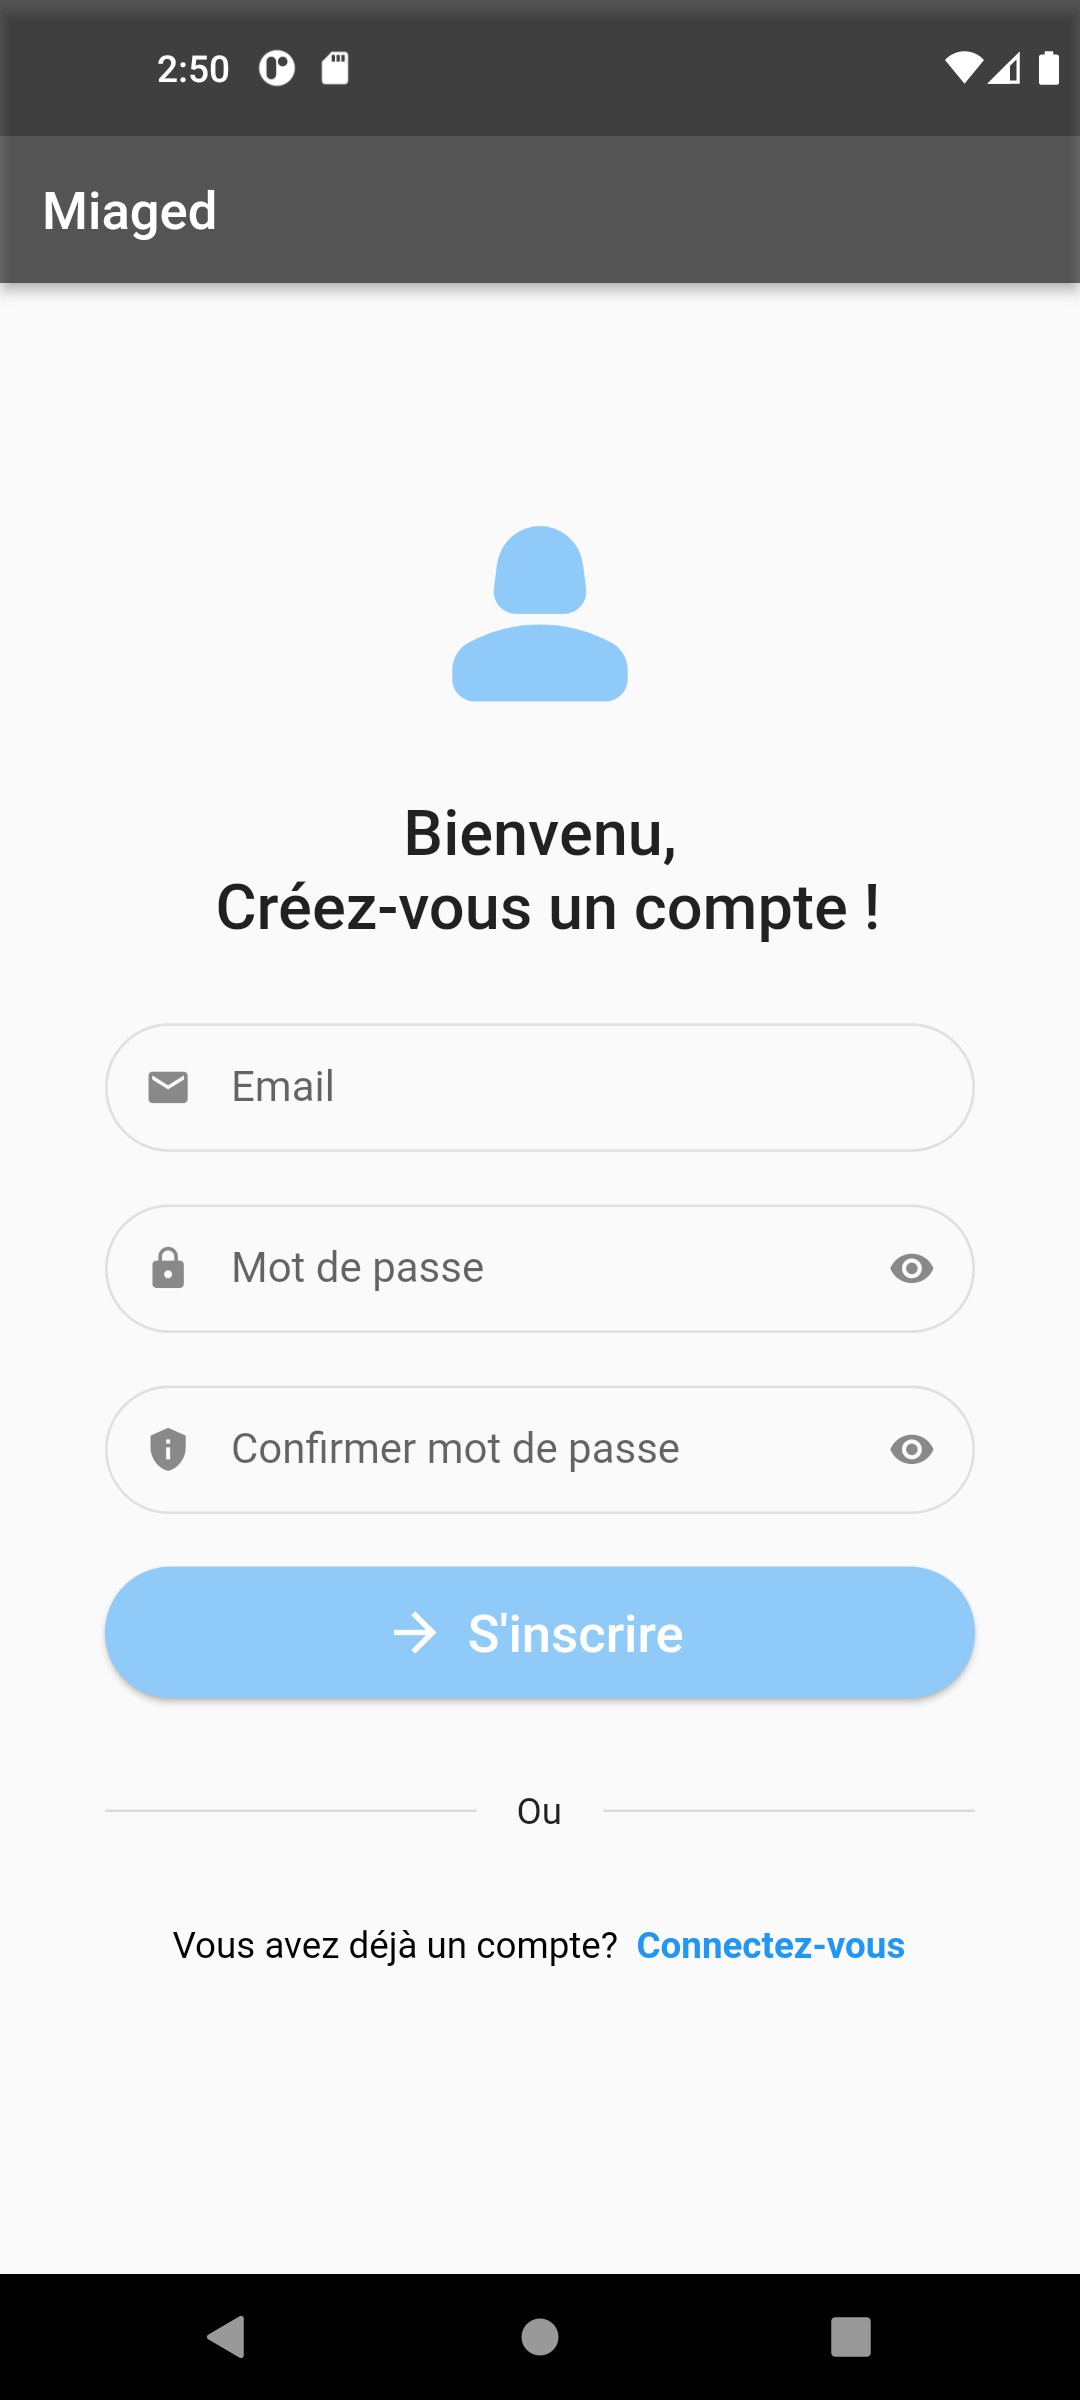 2:50
Miaged
Bienvenu,
Créez-vous un compte !
Email
Mot de passe
Confirmer mot de passe
S'inscrire
Ou
Vous avez déjà un compte? Connectez-vous